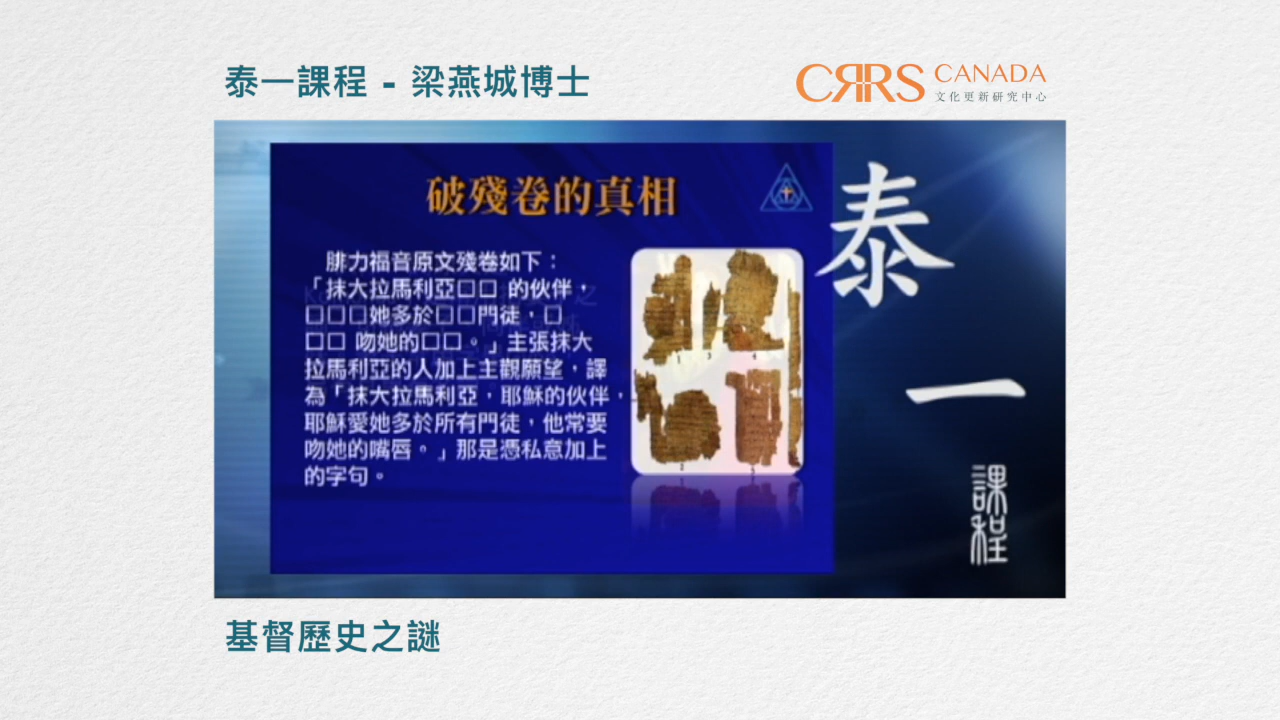 泰一課程 - 梁燕城博士
CRRS CANADA
文化更新研究中心
破殘卷的真相
腓力福音原文殘卷如下：
「抹大拉馬利亞□□ 的伙伴，
□□□她多於□□門徒，□
□□ 吻她的□□。」主張抹大
拉馬利亞的人加上主觀願望，譯
為「抹大拉馬利亞，耶穌的伙伴，
耶穌愛她多於所有門徒，他常要
吻她的嘴唇。」那是憑私意加上
的字句。
1 3 4
2 5
泰一
課程
基督歷史之謎